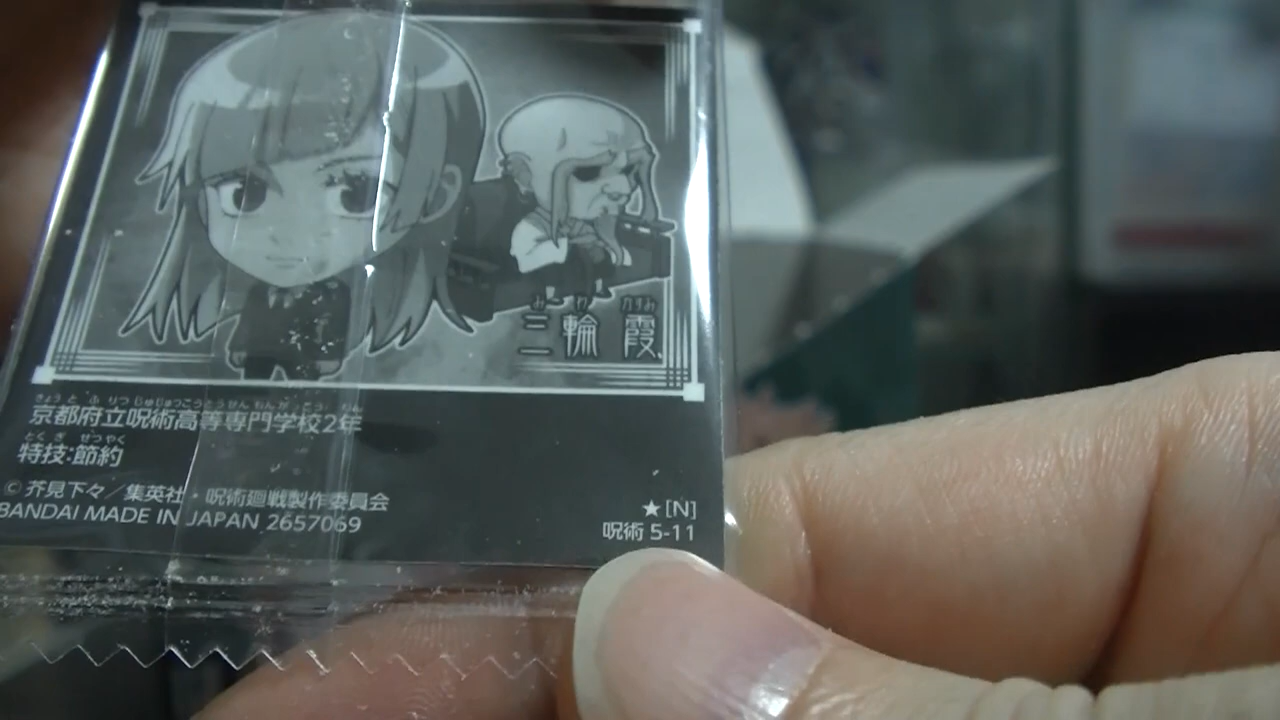 み わ かすみ
三輪 霞
きょうとふりつじゅじゅつこうとうせんもんがっこう ねん
京都府立呪術高等専門学校2年
とくぎ せつやく
特技:節約
©芥見下々/集英社・呪術廻戦製作委員会
BANDAI MADE IN JAPAN 2657069
★[N]
呪術 5-11